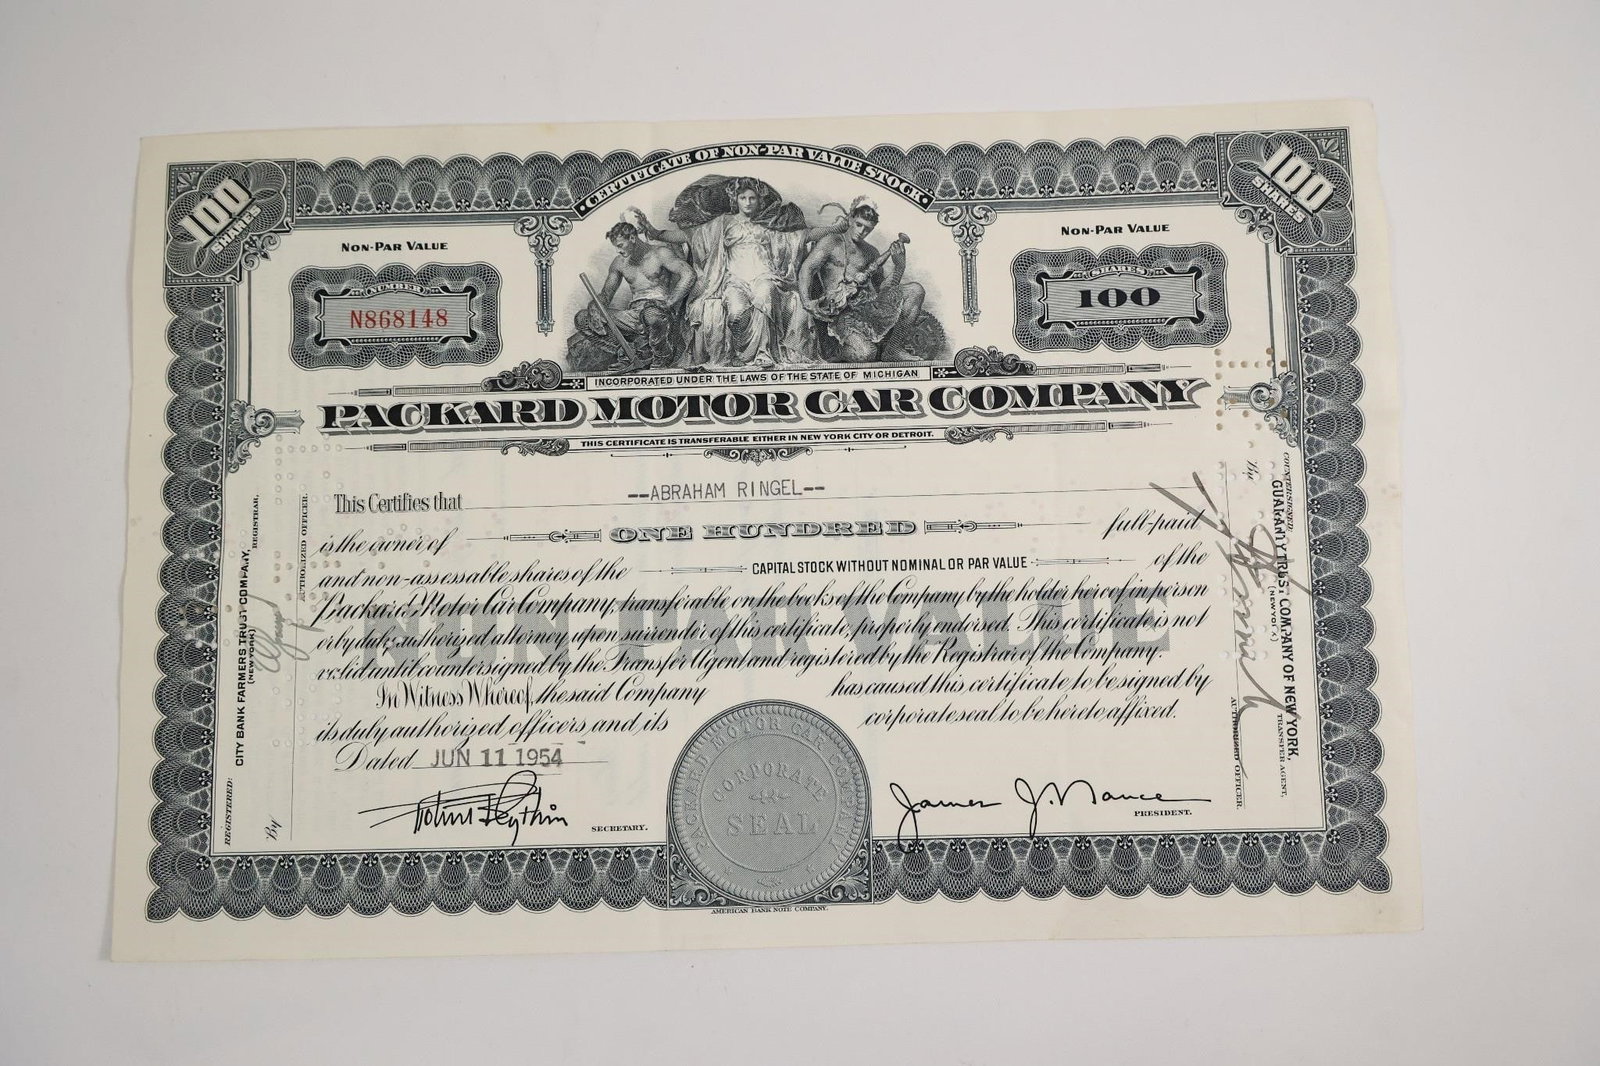 CERTIFICATE OF NON-PAR VALUE STOCK
100 SHARES
100 SHARES
NON-PAR VALUE
NON-PAR VALUE
NUMBER
N868148
SHARES
100
INCORPORATED UNDER THE LAWS OF THE STATE OF MICHIGAN
PACKARD MOTOR CAR COMPANY
THIS CERTIFICATE IS TRANSFERABLE EITHER IN NEW YORK CITY OR DETROIT.
This Certifies that --ABRAHAM RINGEL--
is the owner of ONE HUNDRED full-paid
and non-assessable shares of the CAPITAL STOCK WITHOUT NOMINAL OR PAR VALUE of the
Packard Motor Car Company, transferable on the books of the Company by the holder hereof in person
or by duly authorized attorney upon surrender of this certificate, properly endorsed. This certificate is not
valid until countersigned by the Transfer Agent and registered by the Registrar of the Company.
NON PAR VALUE
In Witness Whereof, the said Company has caused this certificate to be signed by
its duly authorized officers and its corporate seal to be hereto affixed.
Dated JUN 11 1954
SECRETARY.
PACKARD MOTOR CAR COMPANY
CORPORATE
SEAL
James J. Nance
PRESIDENT.
AMERICAN BANK NOTE COMPANY.
REGISTERED:
CITY BANK FARMERS TRUST COMPANY,
(NEW YORK)
REGISTRAR.
By
AUTHORIZED OFFICER.
COUNTERSIGNED:
GUARANTY TRUST COMPANY OF NEW YORK,
(NEW YORK)
TRANSFER AGENT,
By
AUTHORIZED OFFICER.